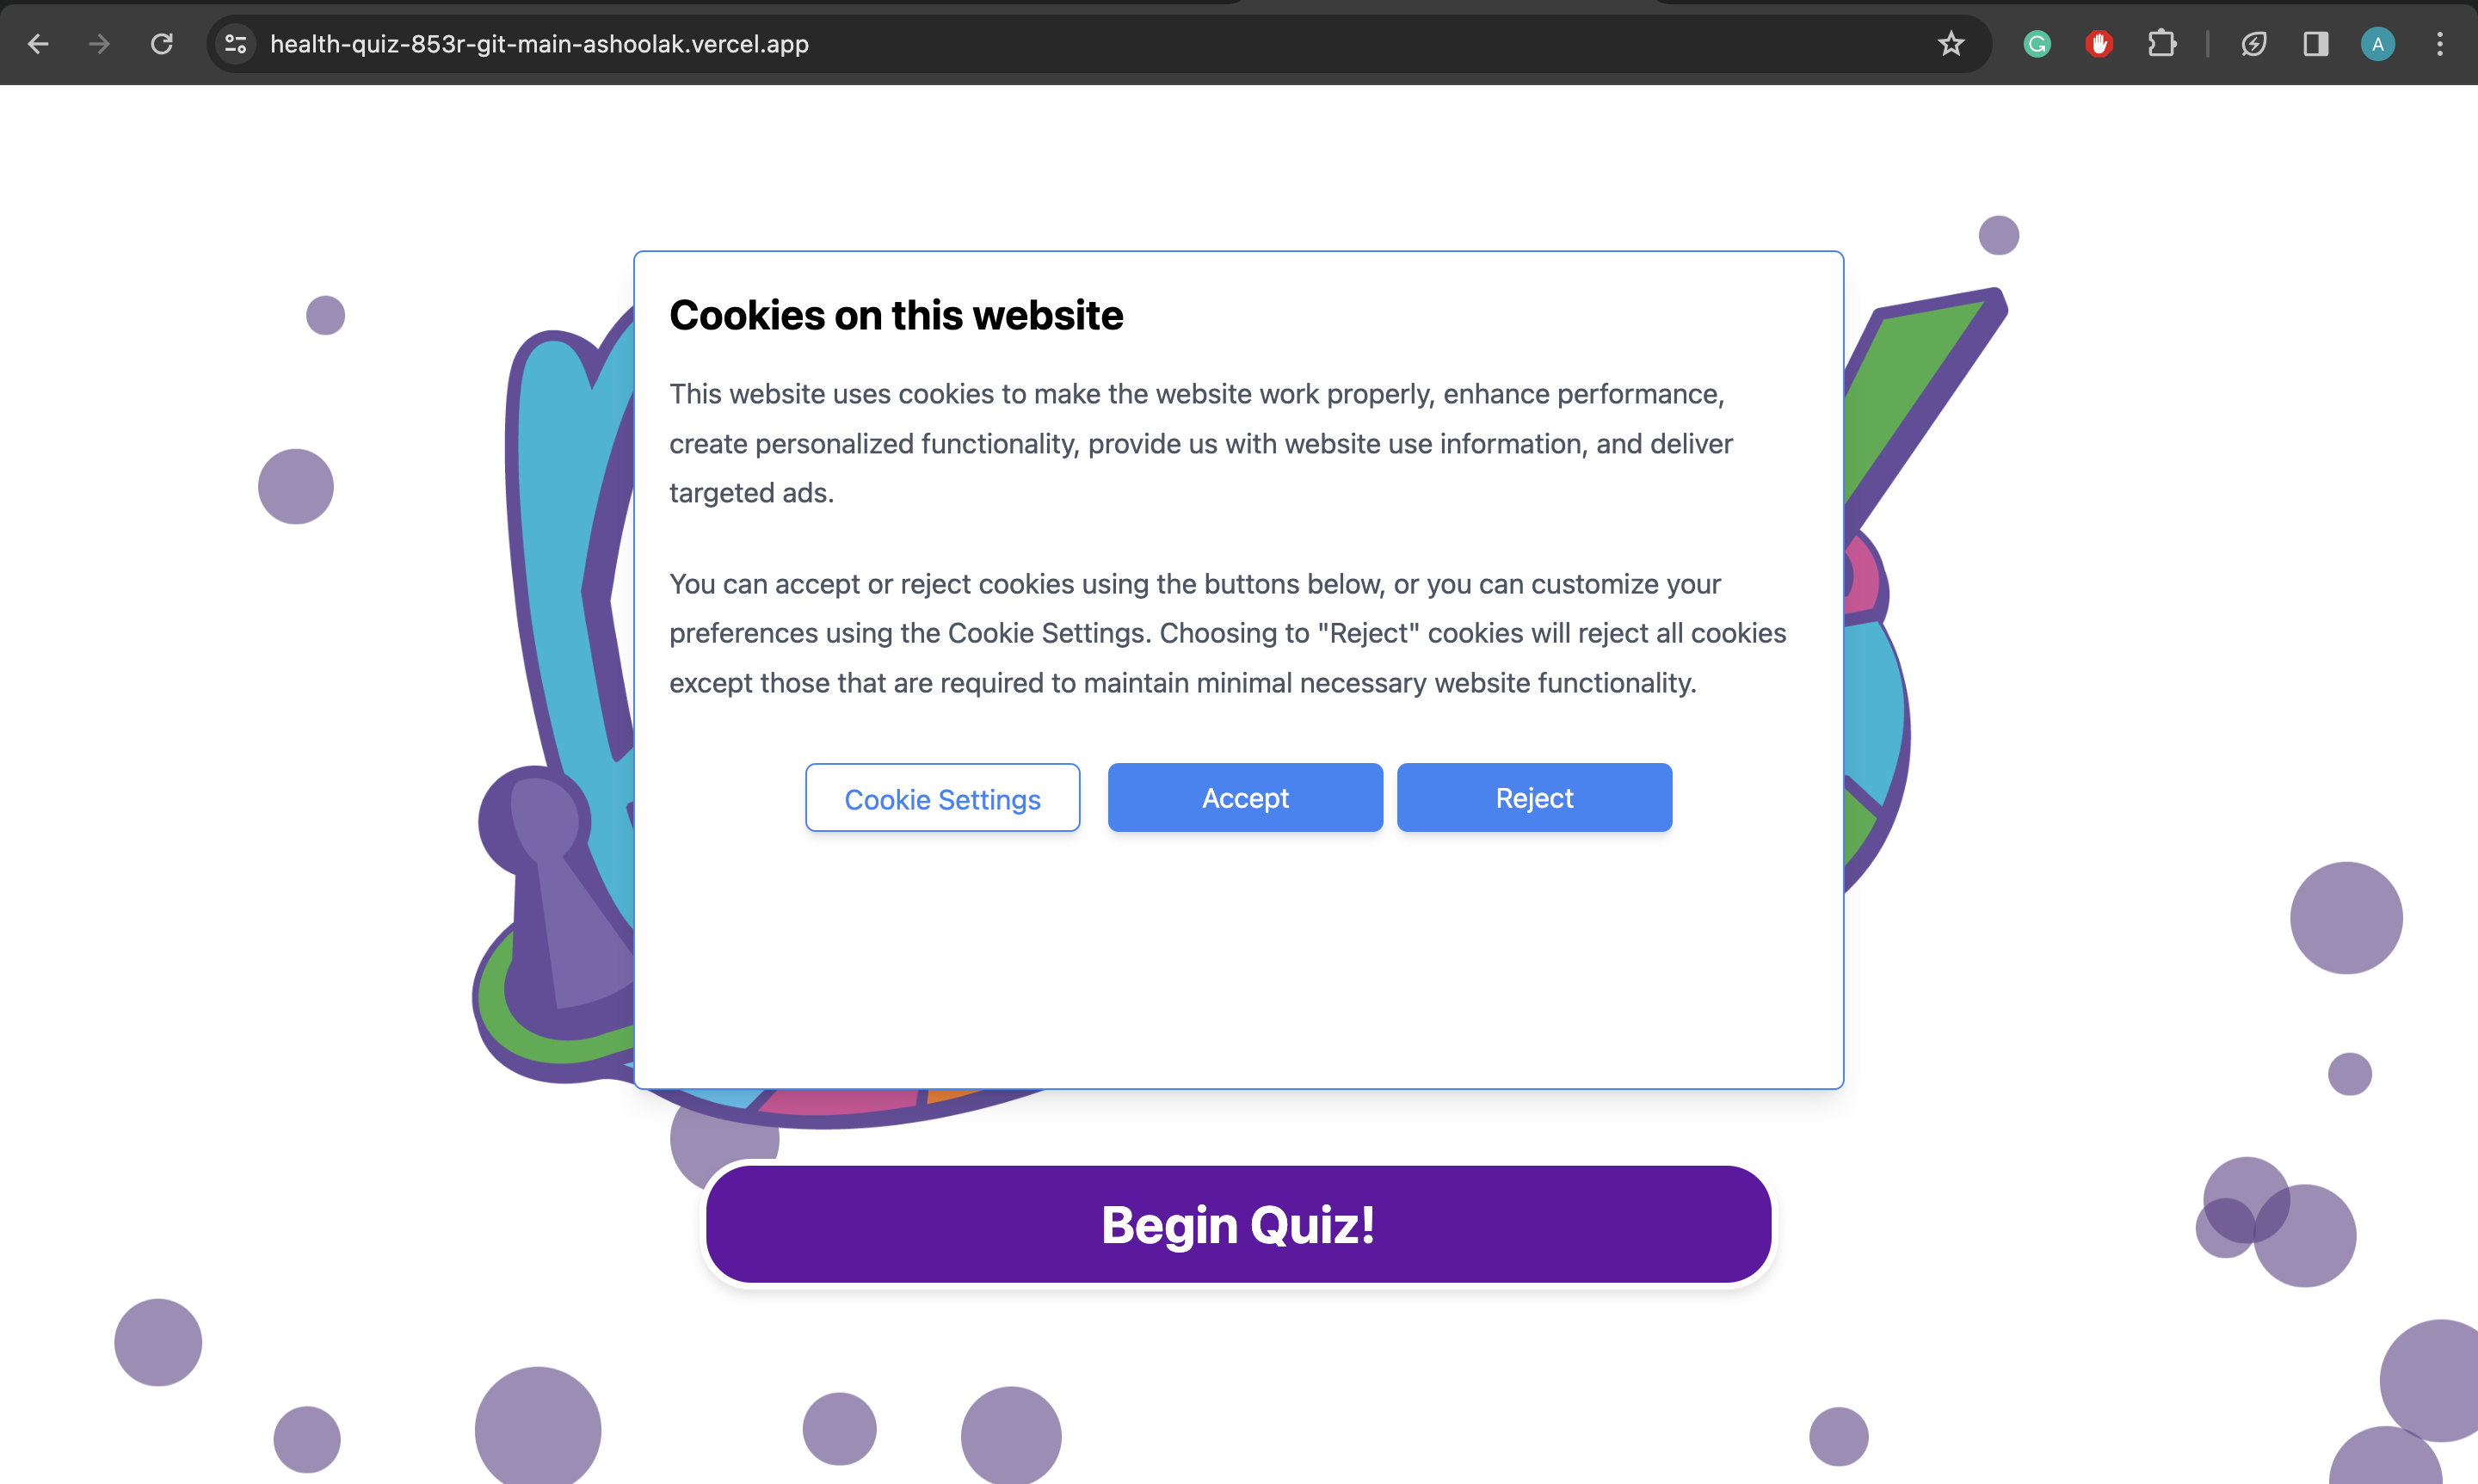 health-quiz-853r-git-main-ashoolak.vercel.app
A
Cookies on this website
This website uses cookies to make the website work properly, enhance performance,
create personalized functionality, provide us with website use information, and deliver
targeted ads.
You can accept or reject cookies using the buttons below, or you can customize your
preferences using the Cookie Settings. Choosing to "Reject" cookies will reject all cookies
except those that are required to maintain minimal necessary website functionality.
Cookie Settings
Accept
Reject
Begin Quiz!